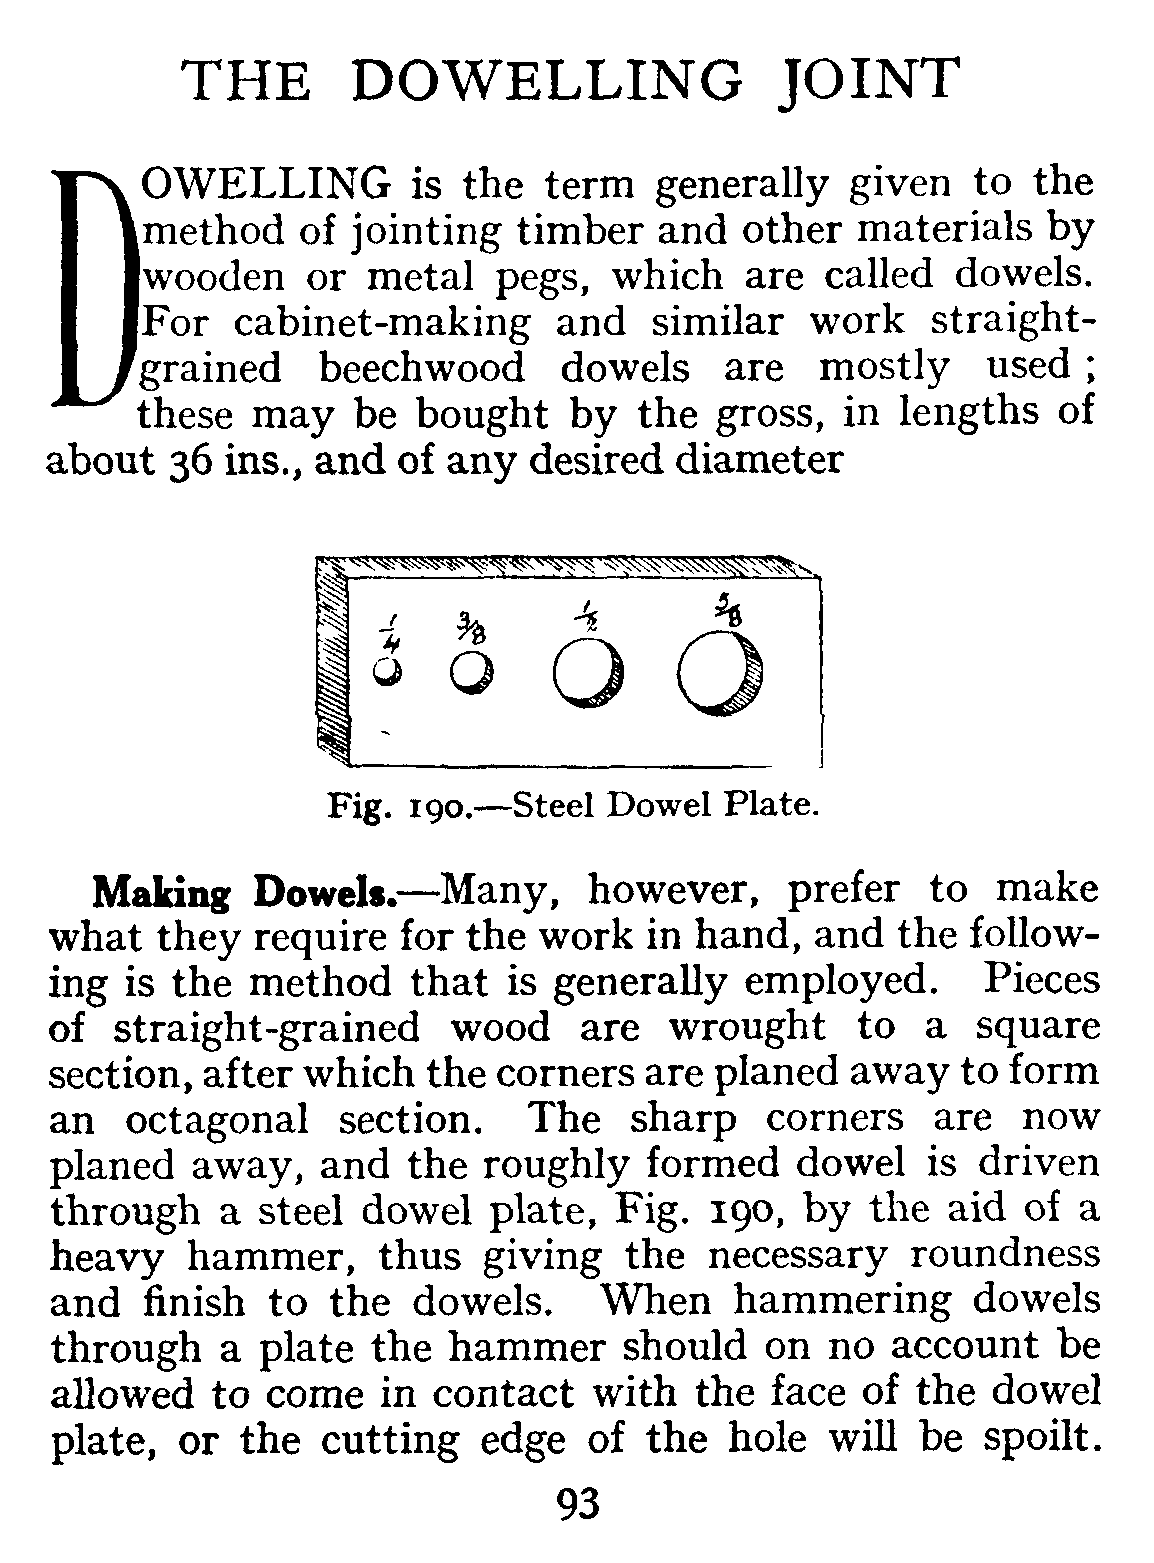 THE DOWELLING JOINT
DOWELLING is the term generally given to the
method of jointing timber and other materials by
wooden or metal pegs, which are called dowels.
For cabinet-making and similar work straight-
grained beechwood dowels are mostly used ;
these may be bought by the gross, in lengths of
about 36 ins., and of any desired diameter
1/4 3/8 1/2 5/8
Fig. 190.—Steel Dowel Plate.
Making Dowels.—Many, however, prefer to make
what they require for the work in hand, and the follow-
ing is the method that is generally employed. Pieces
of straight-grained wood are wrought to a square
section, after which the corners are planed away to form
an octagonal section. The sharp corners are now
planed away, and the roughly formed dowel is driven
through a steel dowel plate, Fig. 190, by the aid of a
heavy hammer, thus giving the necessary roundness
and finish to the dowels. When hammering dowels
through a plate the hammer should on no account be
allowed to come in contact with the face of the dowel
plate, or the cutting edge of the hole will be spoilt.
93